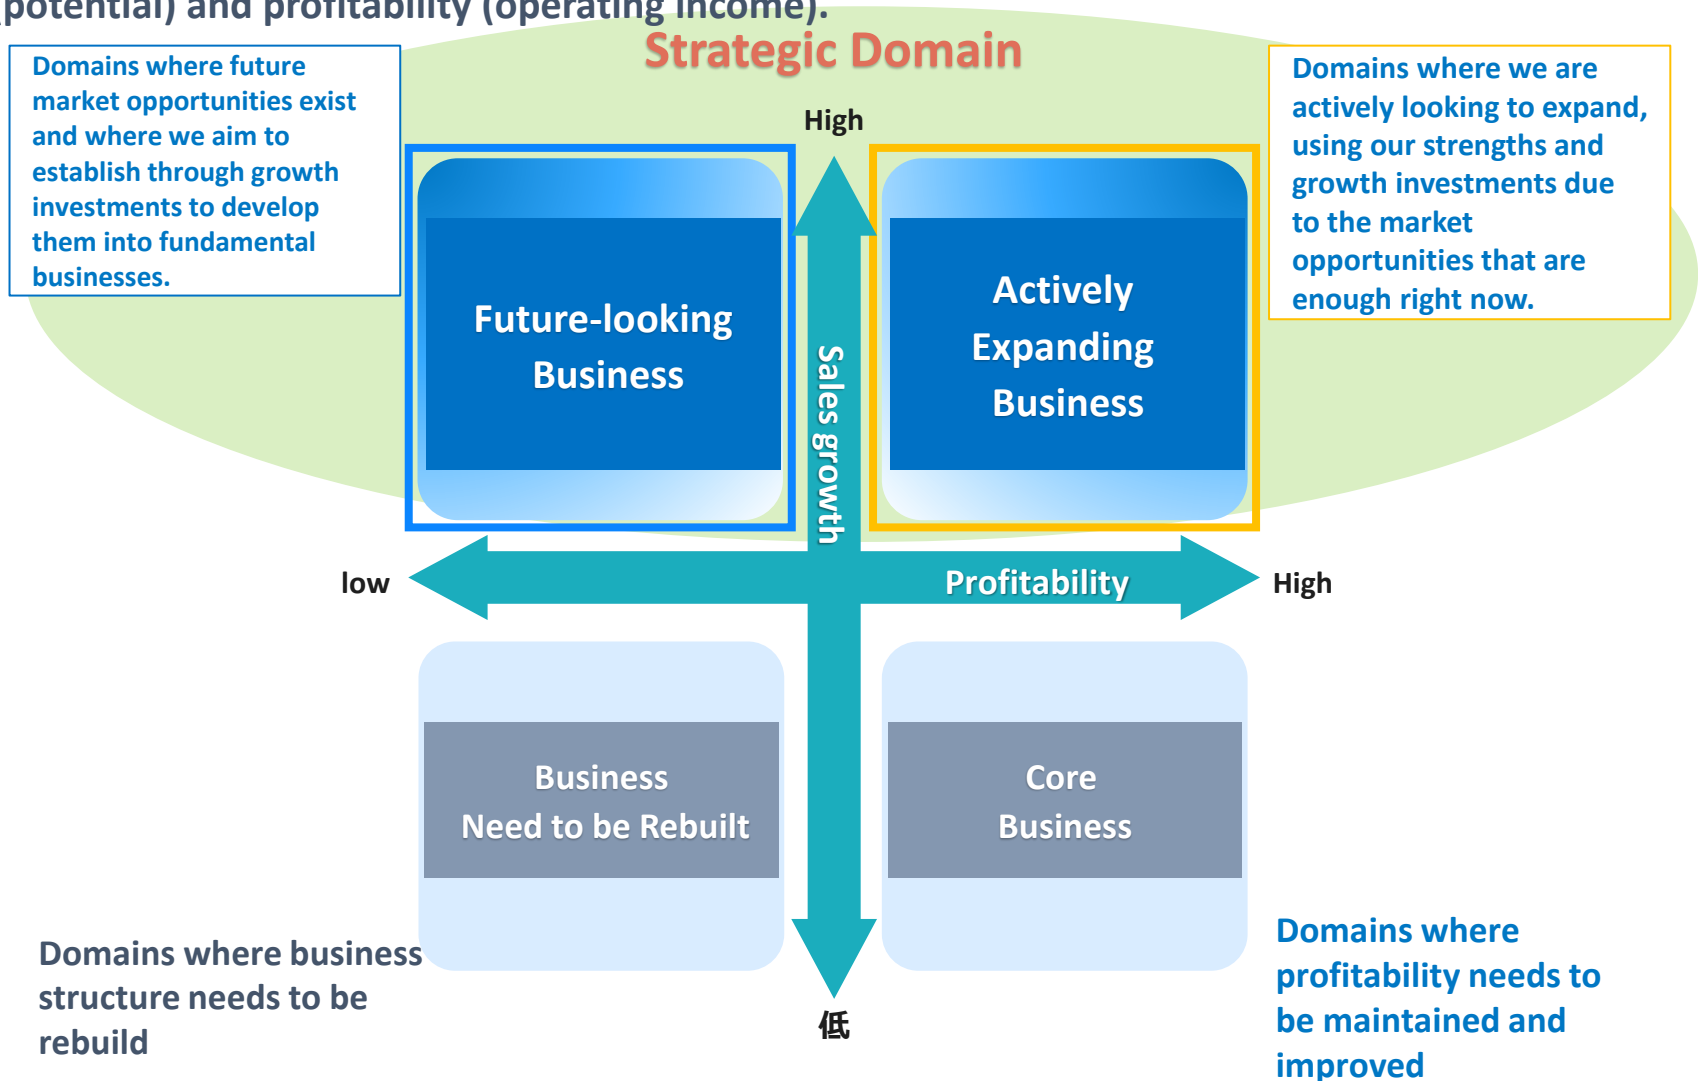 (potential) and profitability (operating income).
Strategic Domain
Domains where future
market opportunities exist
and where we aim to
establish through growth
investments to develop
them into fundamental
businesses.
Domains where we are
actively looking to expand,
using our strengths and
growth investments due
to the market
opportunities that are
enough right now.
High
Future-looking
Business
Sales growth
Actively
Expanding
Business
low
Profitability
High
Business
Need to be Rebuilt
Core
Business
Domains where business
structure needs to be
rebuild
低
Domains where
profitability needs to
be maintained and
improved